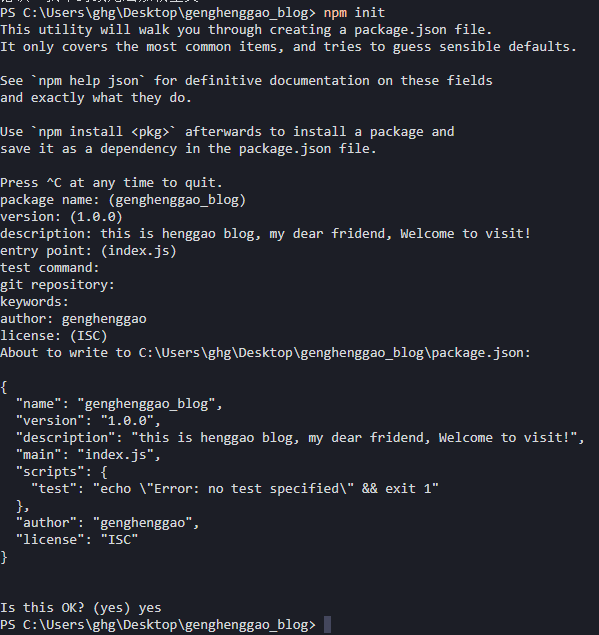 PS C:\Users\ghg\Desktop\genghenggao_blog> npm init
This utility will walk you through creating a package.json file.
It only covers the most common items, and tries to guess sensible defaults.
See `npm help json` for definitive documentation on these fields
and exactly what they do.
Use `npm install <pkg>` afterwards to install a package and
save it as a dependency in the package.json file.
Press ^C at any time to quit.
package name: (genghenggao_blog)
version: (1.0.0)
description: this is henggao blog, my dear fridend, Welcome to visit!
entry point: (index.js)
test command:
git repository:
keywords:
author: genghenggao
license: (ISC)
About to write to C:\Users\ghg\Desktop\genghenggao_blog\package.json:
{
  "name": "genghenggao_blog",
  "version": "1.0.0",
  "description": "this is henggao blog, my dear fridend, Welcome to visit!",
  "main": "index.js",
  "scripts": {
    "test": "echo \"Error: no test specified\" && exit 1"
  },
  "author": "genghenggao",
  "license": "ISC"
}
Is this OK? (yes) yes
PS C:\Users\ghg\Desktop\genghenggao_blog>